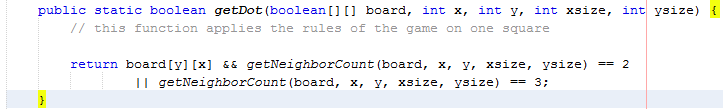 public static boolean getDot(boolean[][] board, int x, int y, int xsize, int ysize) {
// this function applies the rules of the game on one square
return board[y][x] && getNeighborCount(board, x, y, xsize, ysize) == 2
|| getNeighborCount(board, x, y, xsize, ysize) == 3;
}